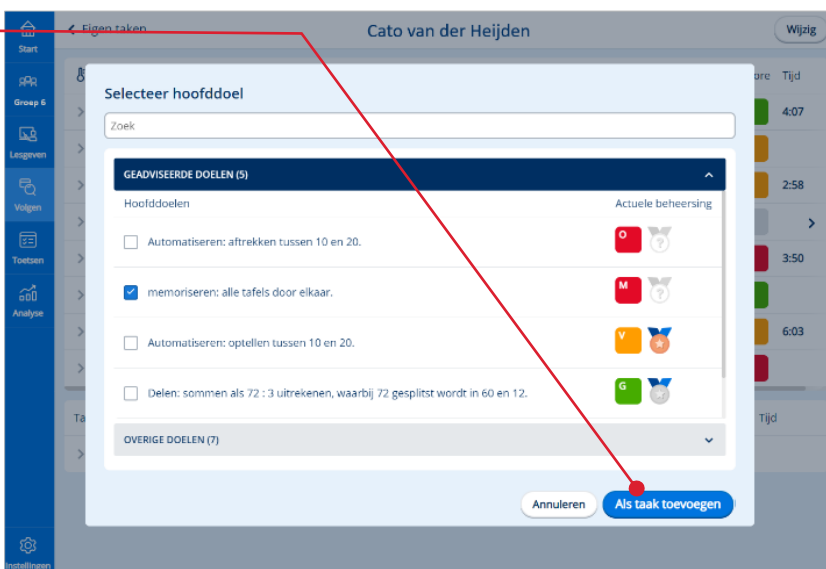 Start
Groep 6
Lesgeven
Volgen
Toetsen
Analyse
Instellingen
Eigen taken
Cato van der Heijden
Wijzig
ore Tijd
4:07
2:58
3:50
6:03
Ta
Tijd
Selecteer hoofddoel
Zoek
GEADVISEERDE DOELEN (5)
Hoofddoelen Actuele beheersing
Automatiseren: aftrekken tussen 10 en 20. O ?
memoriseren: alle tafels door elkaar. M ?
Automatiseren: optellen tussen 10 en 20. V
Delen: sommen als 72 : 3 uitrekenen, waarbij 72 gesplitst wordt in 60 en 12. G
OVERIGE DOELEN (7)
Annuleren Als taak toevoegen